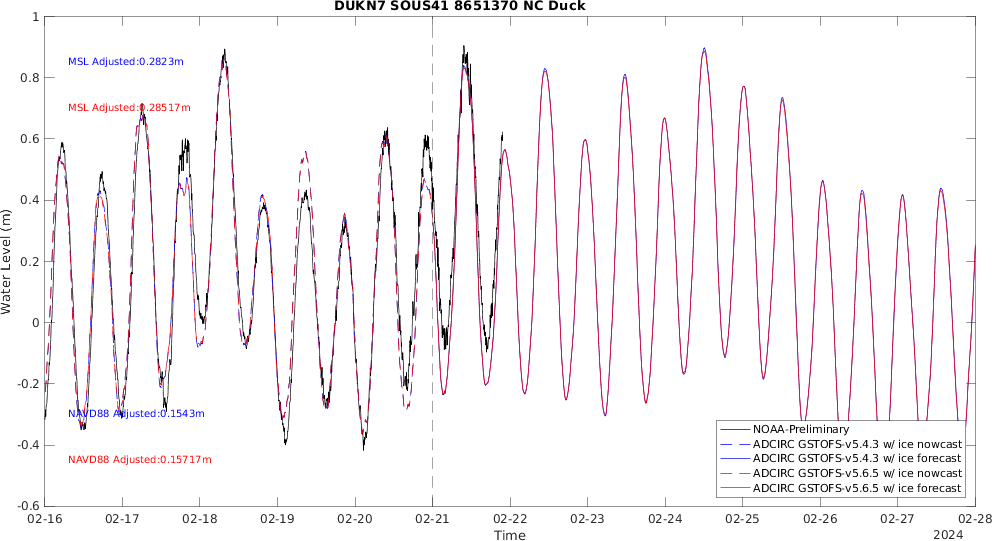 DUKN7 SOUS41 8651370 NC Duck
1
0.8
0.6
0.4
0.2
0
-0.2
-0.4
-0.6
Water Level (m)
MSL Adjusted:0.2823m
MSL Adjusted:0.28517m
NAVD88 Adjusted:0.1543m
NAVD88 Adjusted:0.15717m
NOAA-Preliminary
ADCIRC GSTOFS-v5.4.3 w/ ice nowcast
ADCIRC GSTOFS-v5.4.3 w/ ice forecast
ADCIRC GSTOFS-v5.6.5 w/ ice nowcast
ADCIRC GSTOFS-v5.6.5 w/ ice forecast
02-16 02-17 02-18 02-19 02-20 02-21 02-22 02-23 02-24 02-25 02-26 02-27 02-28
Time
2024